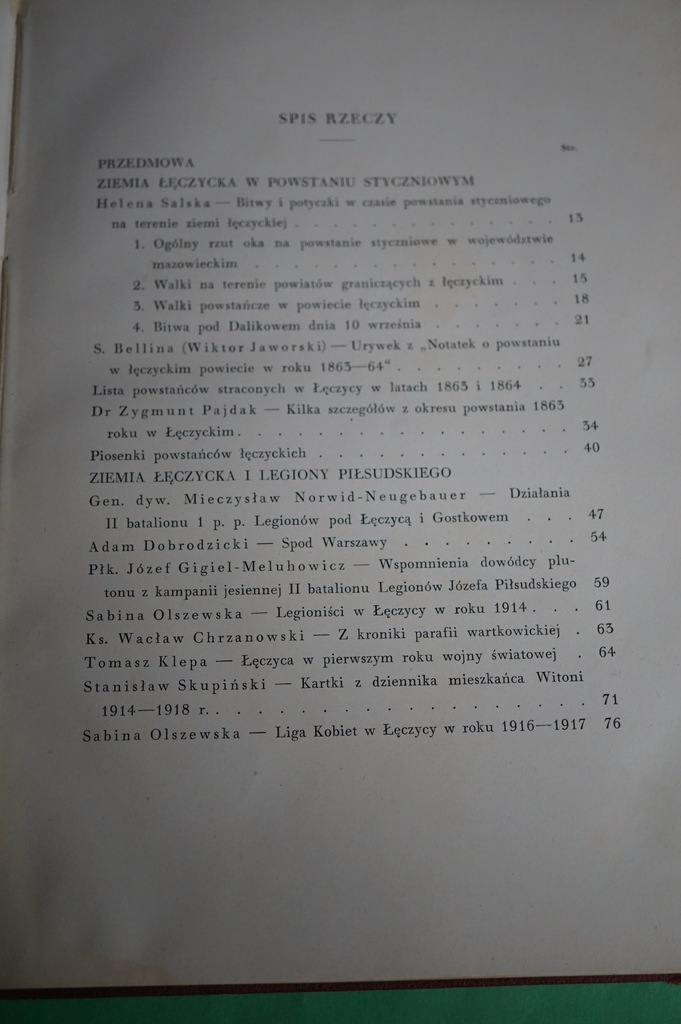 SPIS RZECZY
Str.
PRZEDMOWA
ZIEMIA ŁĘCZYCKA W POWSTANIU STYCZNIOWYM
Helena Salska — Bitwy i potyczki w czasie powstania styczniowego
na terenie ziemi łęczyckiej . . . . . . . . . . . . . 13
1. Ogólny rzut oka na powstanie styczniowe w województwie
mazowieckim . . . . . . . . . . . . . . . 14
2. Walki na terenie powiatów graniczących z łęczyckim . . . 15
3. Walki powstańcze w powiecie łęczyckim . . . . . . . 18
4. Bitwa pod Dalikowem dnia 10 września . . . . . . . 21
S. Bellina (Wiktor Jaworski) — Urywek z „Notatek o powstaniu
w łęczyckim powiecie w roku 1863—64“ . . . . . . . . 27
Lista powstańców straconych w Łęczycy w latach 1863 i 1864 . . 33
Dr Zygmunt Pajdak — Kilka szczegółów z okresu powstania 1863
roku w Łęczyckim . . . . . . . . . . . . . . . . 34
Piosenki powstańców łęczyckich . . . . . . . . . . . . . 40
ZIEMIA ŁĘCZYCKA I LEGIONY PIŁSUDSKIEGO
Gen. dyw. Mieczysław Norwid-Neugebauer — Działania
II batalionu 1 p. p. Legionów pod Łęczycą i Gostkowem . . . 47
Adam Dobrodzicki — Spod Warszawy . . . . . . . . . 54
Płk. Józef Gigiel-Meluhowicz — Wspomnienia dowódcy plu-
tonu z kampanii jesiennej II batalionu Legionów Józefa Piłsudskiego 59
Sabina Olszewska — Legioniści w Łęczycy w roku 1914 . . . 61
Ks. Wacław Chrzanowski — Z kroniki parafii wartkowickiej . 63
Tomasz Klepa — Łęczyca w pierwszym roku wojny światowej . 64
Stanisław Skupiński — Kartki z dziennika mieszkańca Witoni
1914—1918 r. . . . . . . . . . . . . . . . . . . 71
Sabina Olszewska — Liga Kobiet w Łęczycy w roku 1916—1917 76